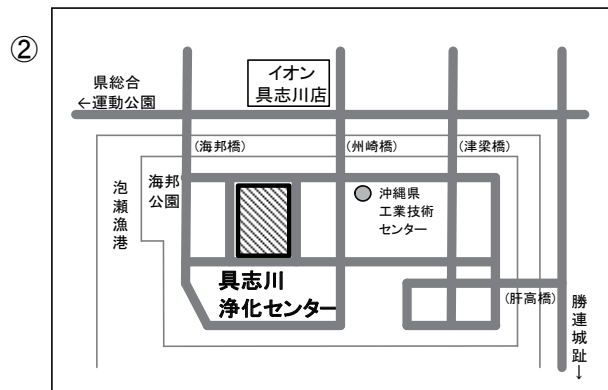 ②
イオン
具志川店
県総合
←運動公園
(海邦橋)
(州崎橋)
(津梁橋)
海邦
公園
泡瀬漁港
沖縄県
工業技術
センター
具志川
浄化センター
(肝高橋)
勝連城趾→